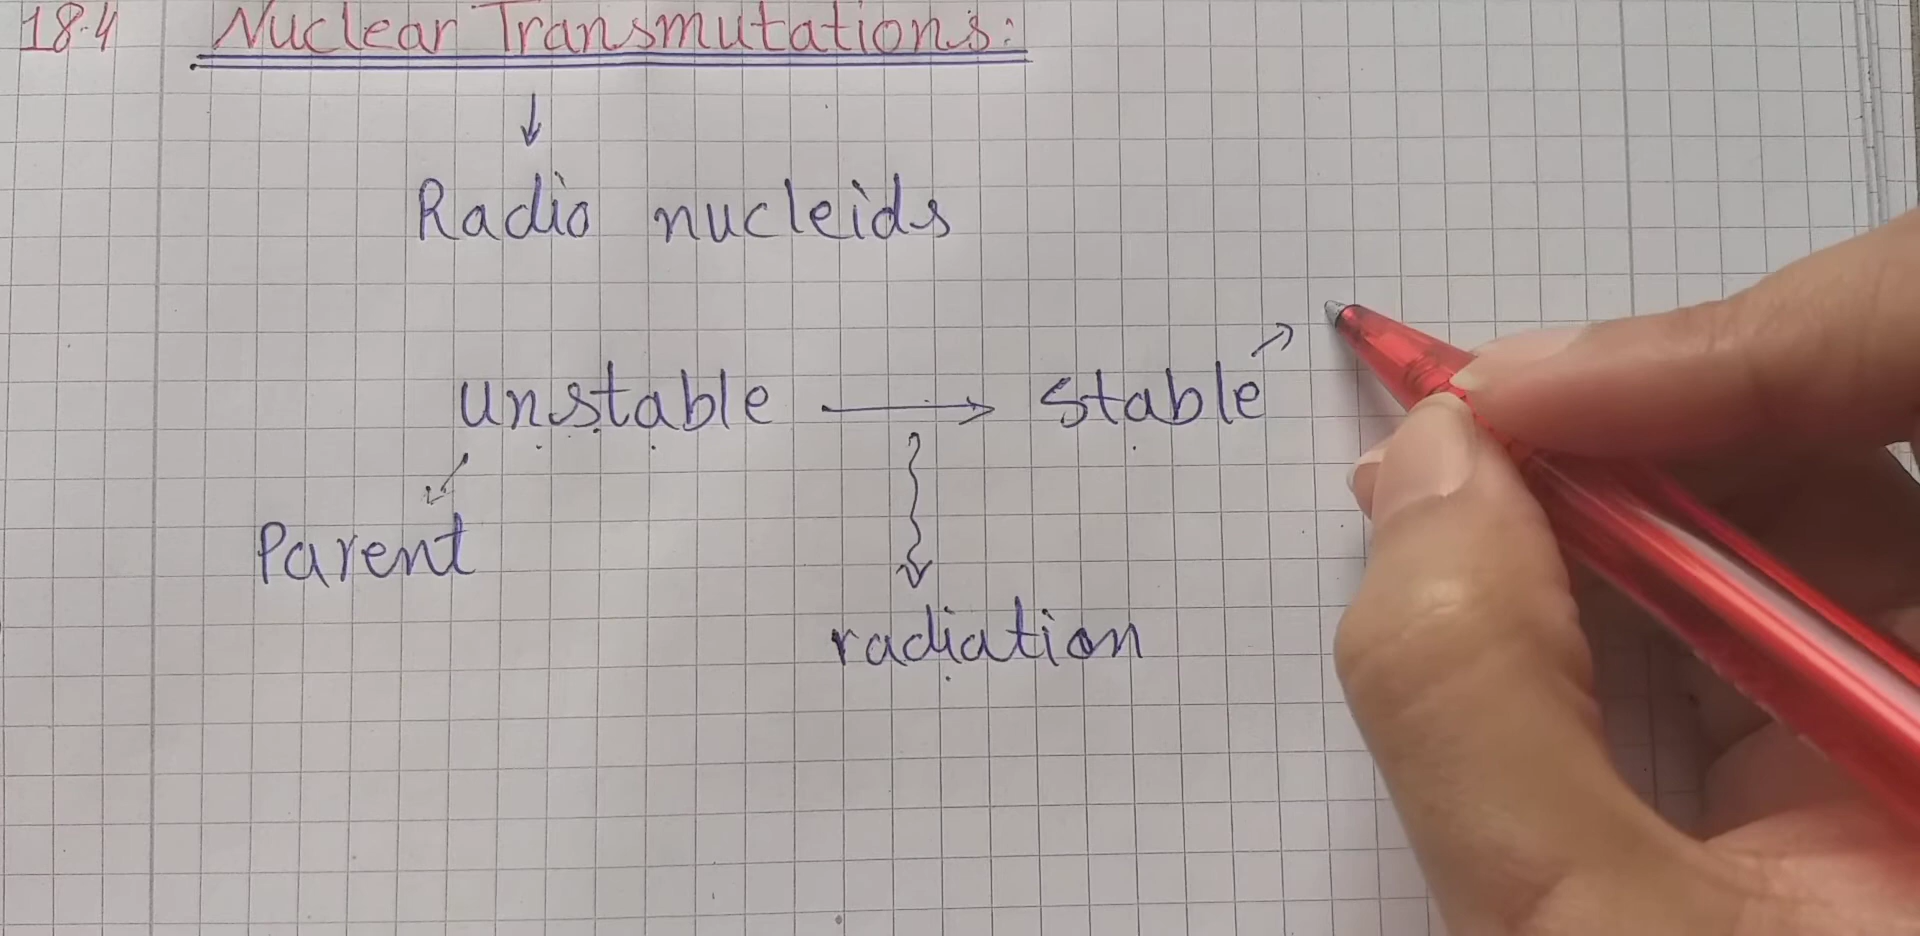 18.4 Nuclear Transmutations:
Radio nucleids
unstable → stable
Parent
radiation